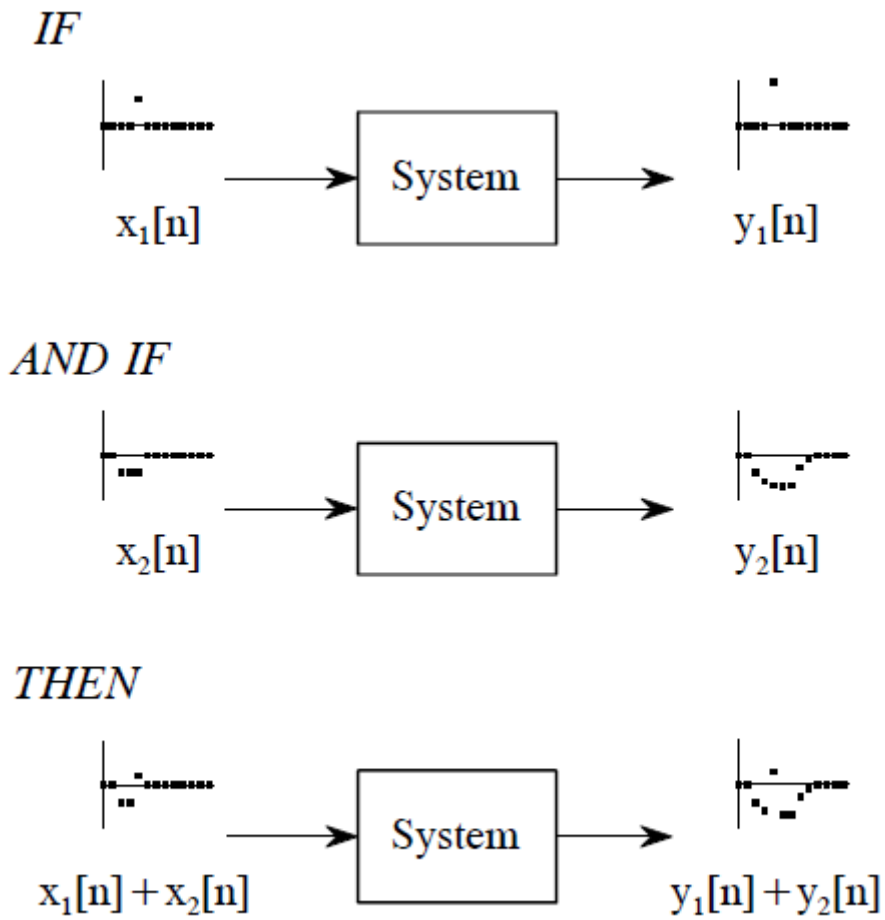 IF
System
x₁[n]
y₁[n]
AND IF
System
x₂[n]
y₂[n]
THEN
System
x₁[n]+x₂[n]
y₁[n]+y₂[n]